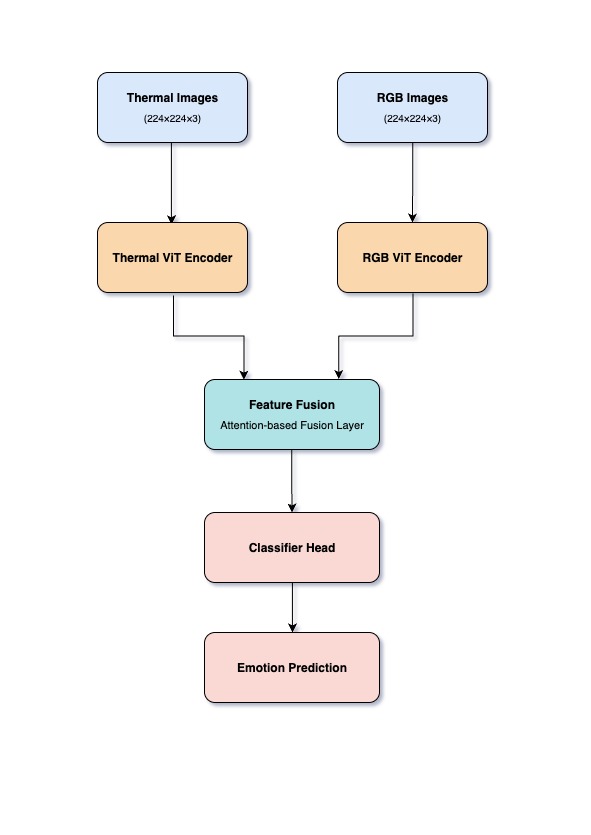 Thermal Images
(224×224×3)
RGB Images
(224×224×3)
Thermal ViT Encoder
RGB ViT Encoder
Feature Fusion
Attention-based Fusion Layer
Classifier Head
Emotion Prediction